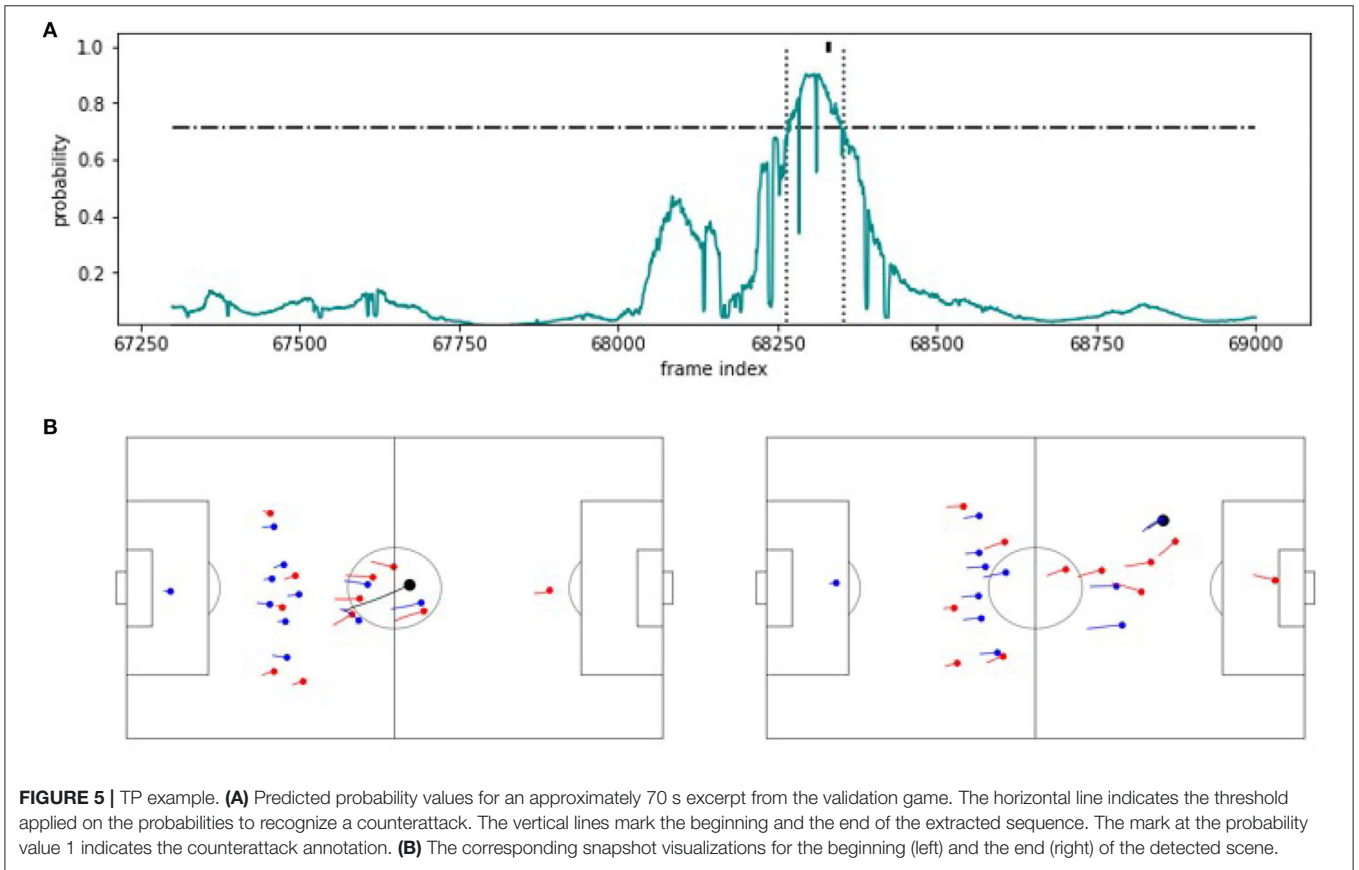 A
1.0
0.8
0.6
0.4
0.2
probability
67250 67500 67750 68000 68250 68500 68750 69000
frame index
B
FIGURE 5 | TP example. (A) Predicted probability values for an approximately 70 s excerpt from the validation game. The horizontal line indicates the threshold
applied on the probabilities to recognize a counterattack. The vertical lines mark the beginning and the end of the extracted sequence. The mark at the probability
value 1 indicates the counterattack annotation. (B) The corresponding snapshot visualizations for the beginning (left) and the end (right) of the detected scene.